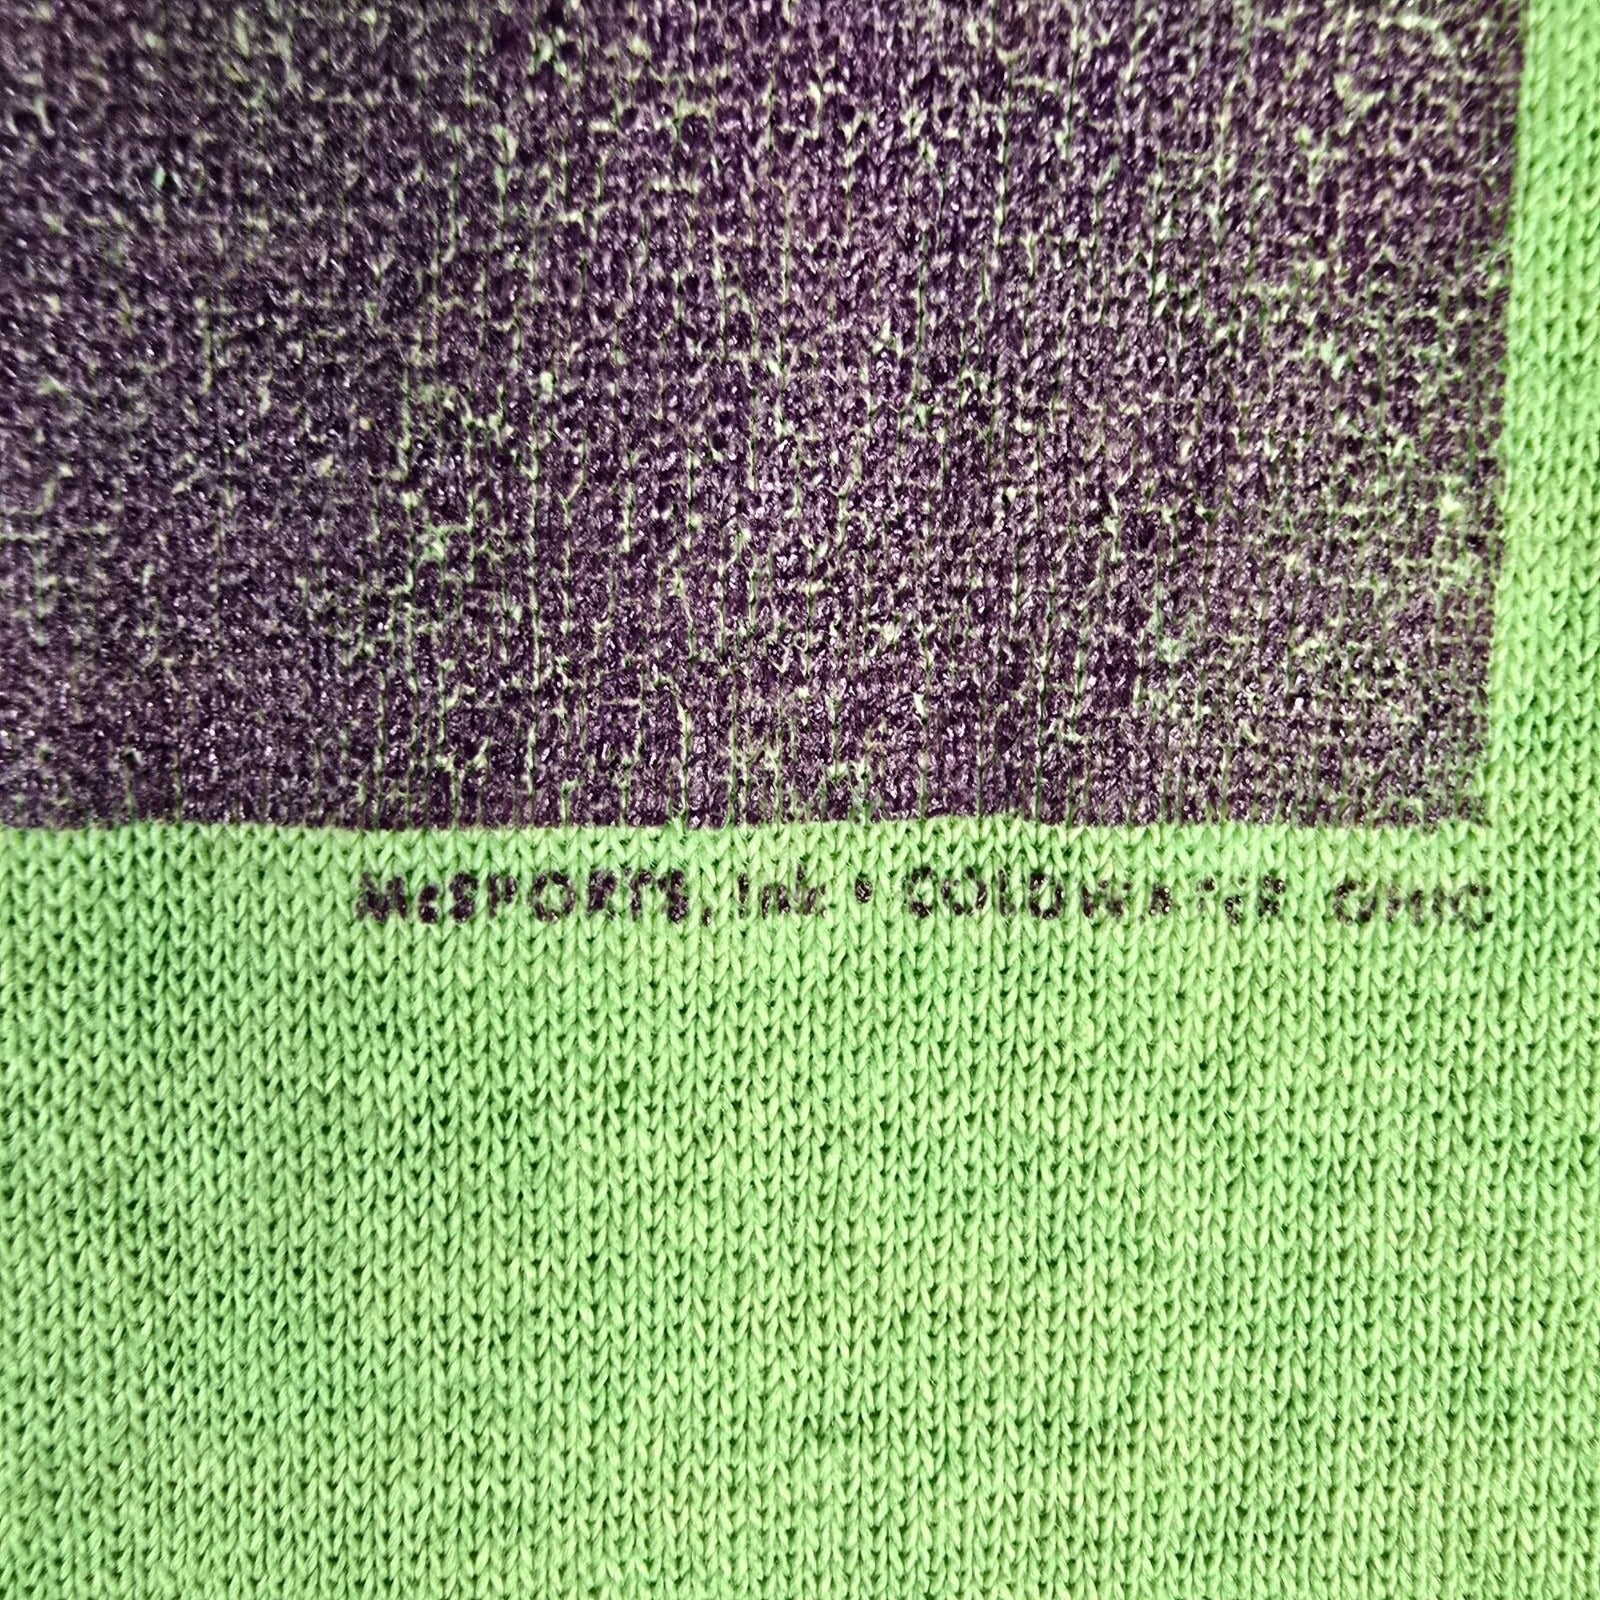 McSPORTS Ink • COLDWATER OHIO